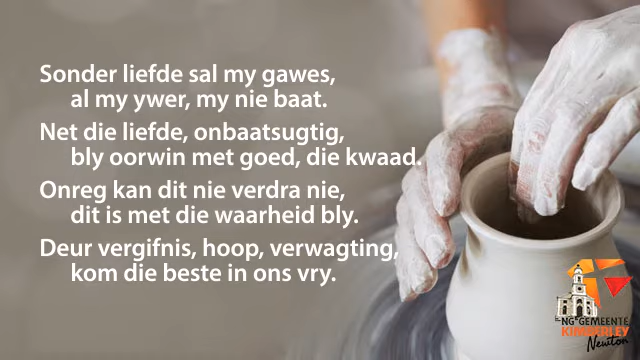 Sonder liefde sal my gawes,
al my ywer, my nie baat.
Net die liefde, onbaatsugtig,
bly oorwin met goed, die kwaad.
Onreg kan dit nie verdra nie,
dit is met die waarheid bly.
Deur vergifnis, hoop, verwagting,
kom die beste in ons vry.
NG GEMEENTE
KIMBERLEY
Newton